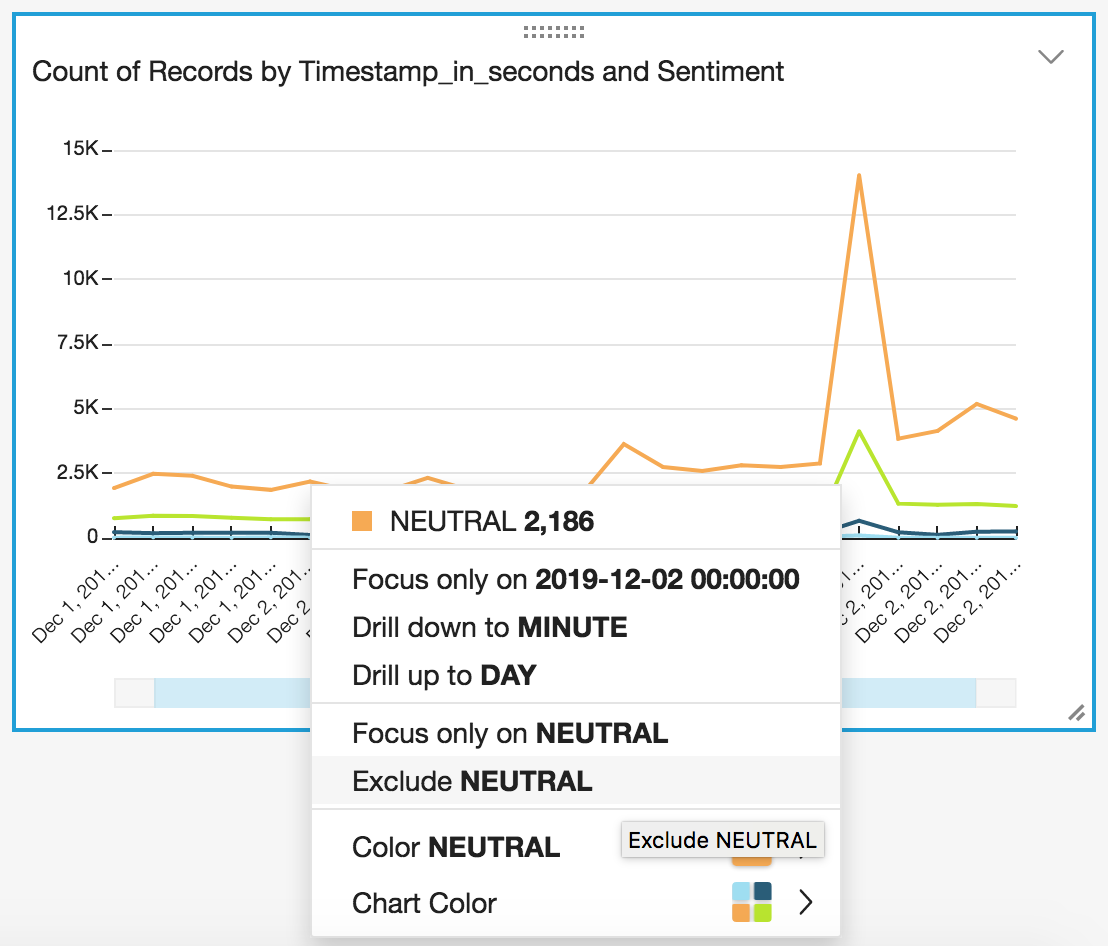 Count of Records by Timestamp_in_seconds and Sentiment
15K
12.5K
10K
7.5K
5K
2.5K
0
Dec 1, 201...
Dec 1, 201...
Dec 1, 201...
Dec 1, 201...
Dec 1, 201...
Dec 2, 201...
Dec 2
2, 201...
Dec 2, 201...
Dec 2, 201...
Dec 2, 201...
NEUTRAL 2,186
Focus only on 2019-12-02 00:00:00
Drill down to MINUTE
Drill up to DAY
Focus only on NEUTRAL
Exclude NEUTRAL
Color NEUTRAL
Exclude NEUTRAL
Chart Color